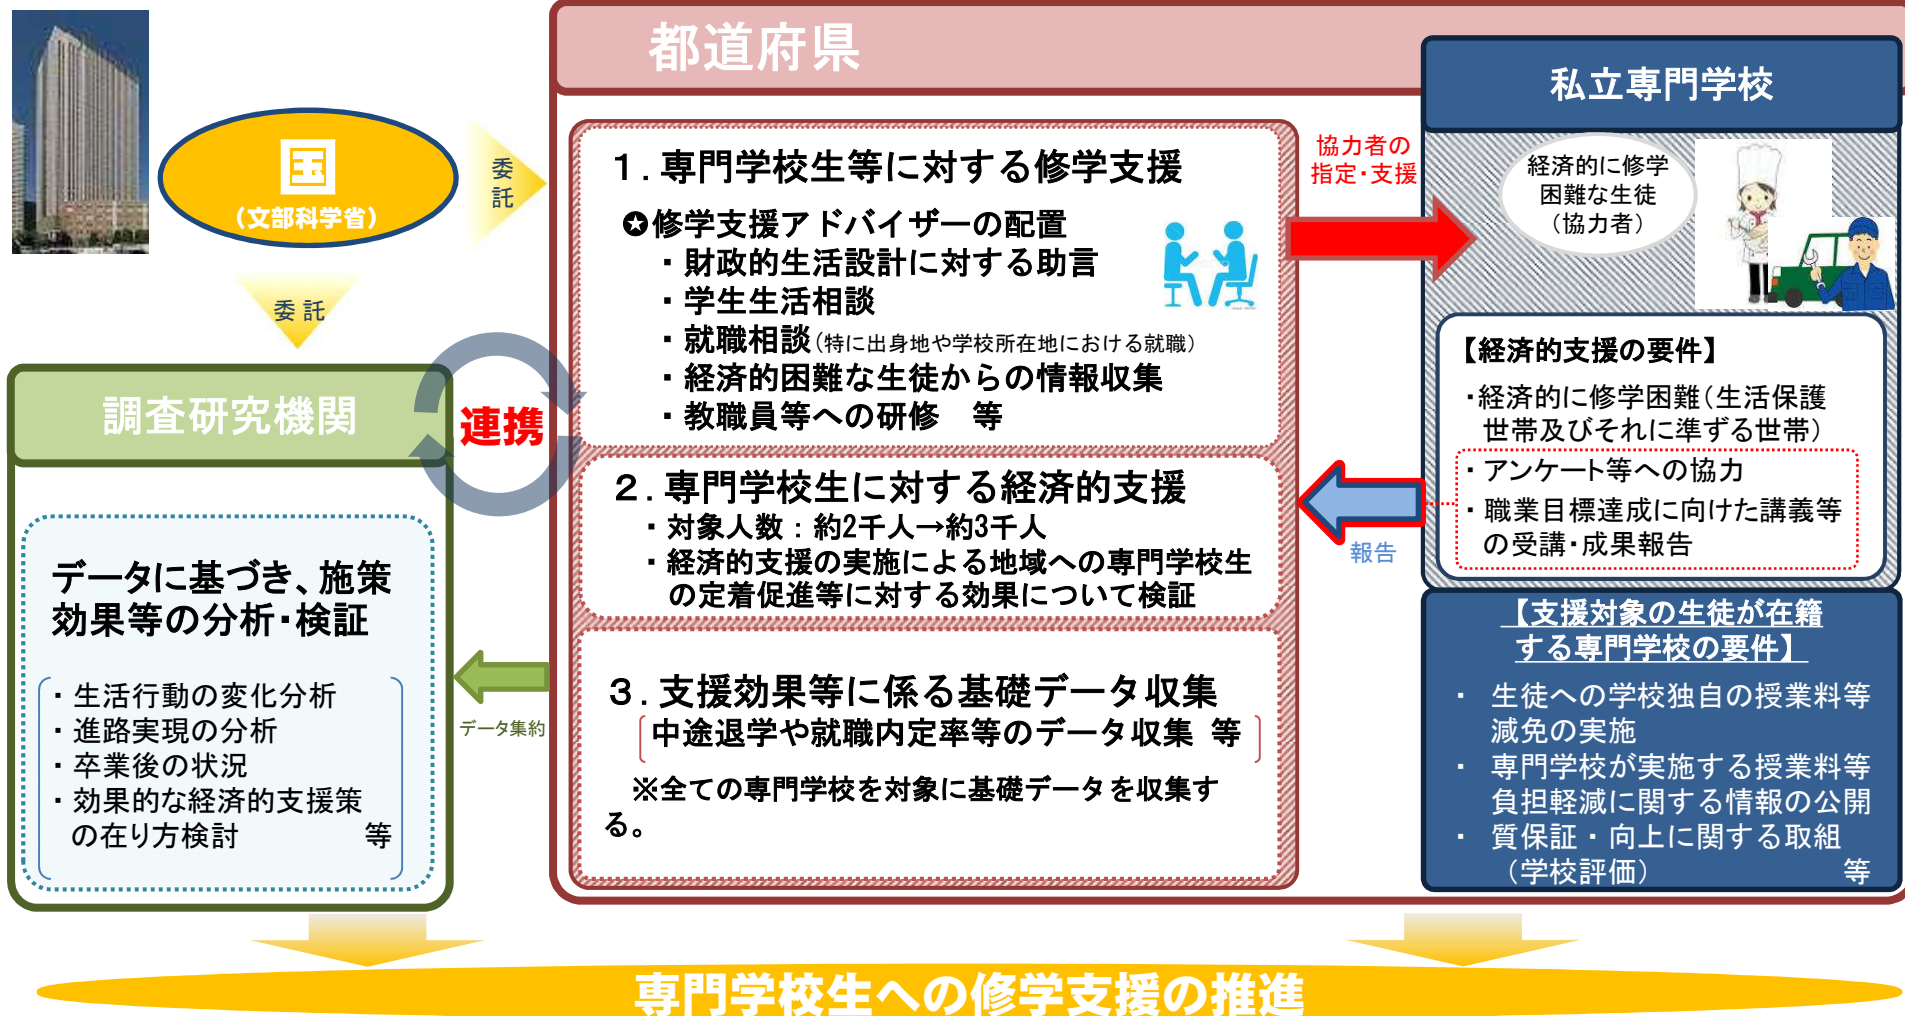 都道府県
国
(文部科学省)
委託
委託
調査研究機関
連携
データに基づき、施策
効果等の分析・検証
・生活行動の変化分析
・進路実現の分析
・卒業後の状況
・効果的な経済的支援策
の在り方検討 等
データ集約
1.専門学校生等に対する修学支援
✪修学支援アドバイザーの配置
・財政的生活設計に対する助言
・学生生活相談
・就職相談(特に出身地や学校所在地における就職)
・経済的困難な生徒からの情報収集
・教職員等への研修 等
2.専門学校生に対する経済的支援
・対象人数:約2千人→約3千人
・経済的支援の実施による地域への専門学校生
の定着促進等に対する効果について検証
3.支援効果等に係る基礎データ収集
中途退学や就職内定率等のデータ収集 等
※全ての専門学校を対象に基礎データを収集す
る。
協力者の
指定・支援
報告
私立専門学校
経済的に修学
困難な生徒
(協力者)
【経済的支援の要件】
・経済的に修学困難(生活保護
世帯及びそれに準ずる世帯)
・アンケート等への協力
・職業目標達成に向けた講義等
の受講・成果報告
【支援対象の生徒が在籍
する専門学校の要件】
・ 生徒への学校独自の授業料等
減免の実施
・ 専門学校が実施する授業料等
負担軽減に関する情報の公開
・ 質保証・向上に関する取組
(学校評価) 等
専門学校生への修学支援の推進